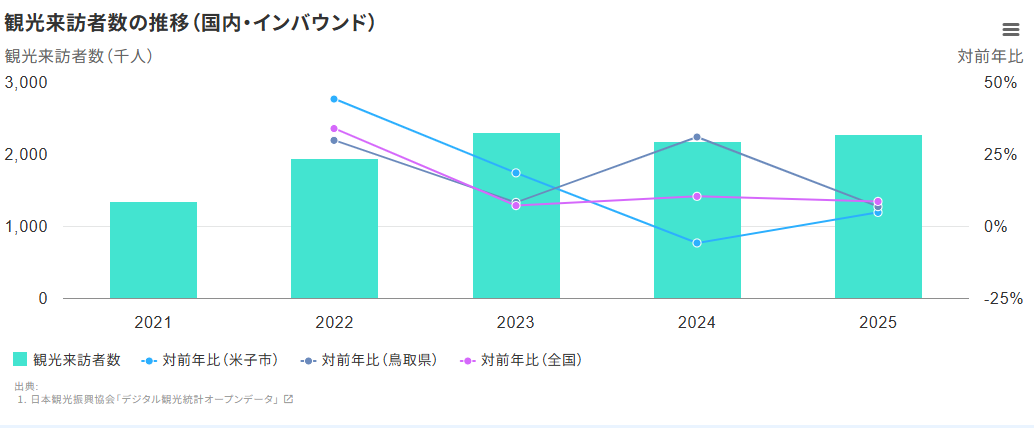 観光来訪者数の推移（国内・インバウンド）
観光来訪者数（千人）
対前年比
3,000
50%
2,000
25%
1,000
0%
0
-25%
2021 2022 2023 2024 2025
観光来訪者数 対前年比（米子市） 対前年比（鳥取県） 対前年比（全国）
出典:
1. 日本観光振興協会「デジタル観光統計オープンデータ」